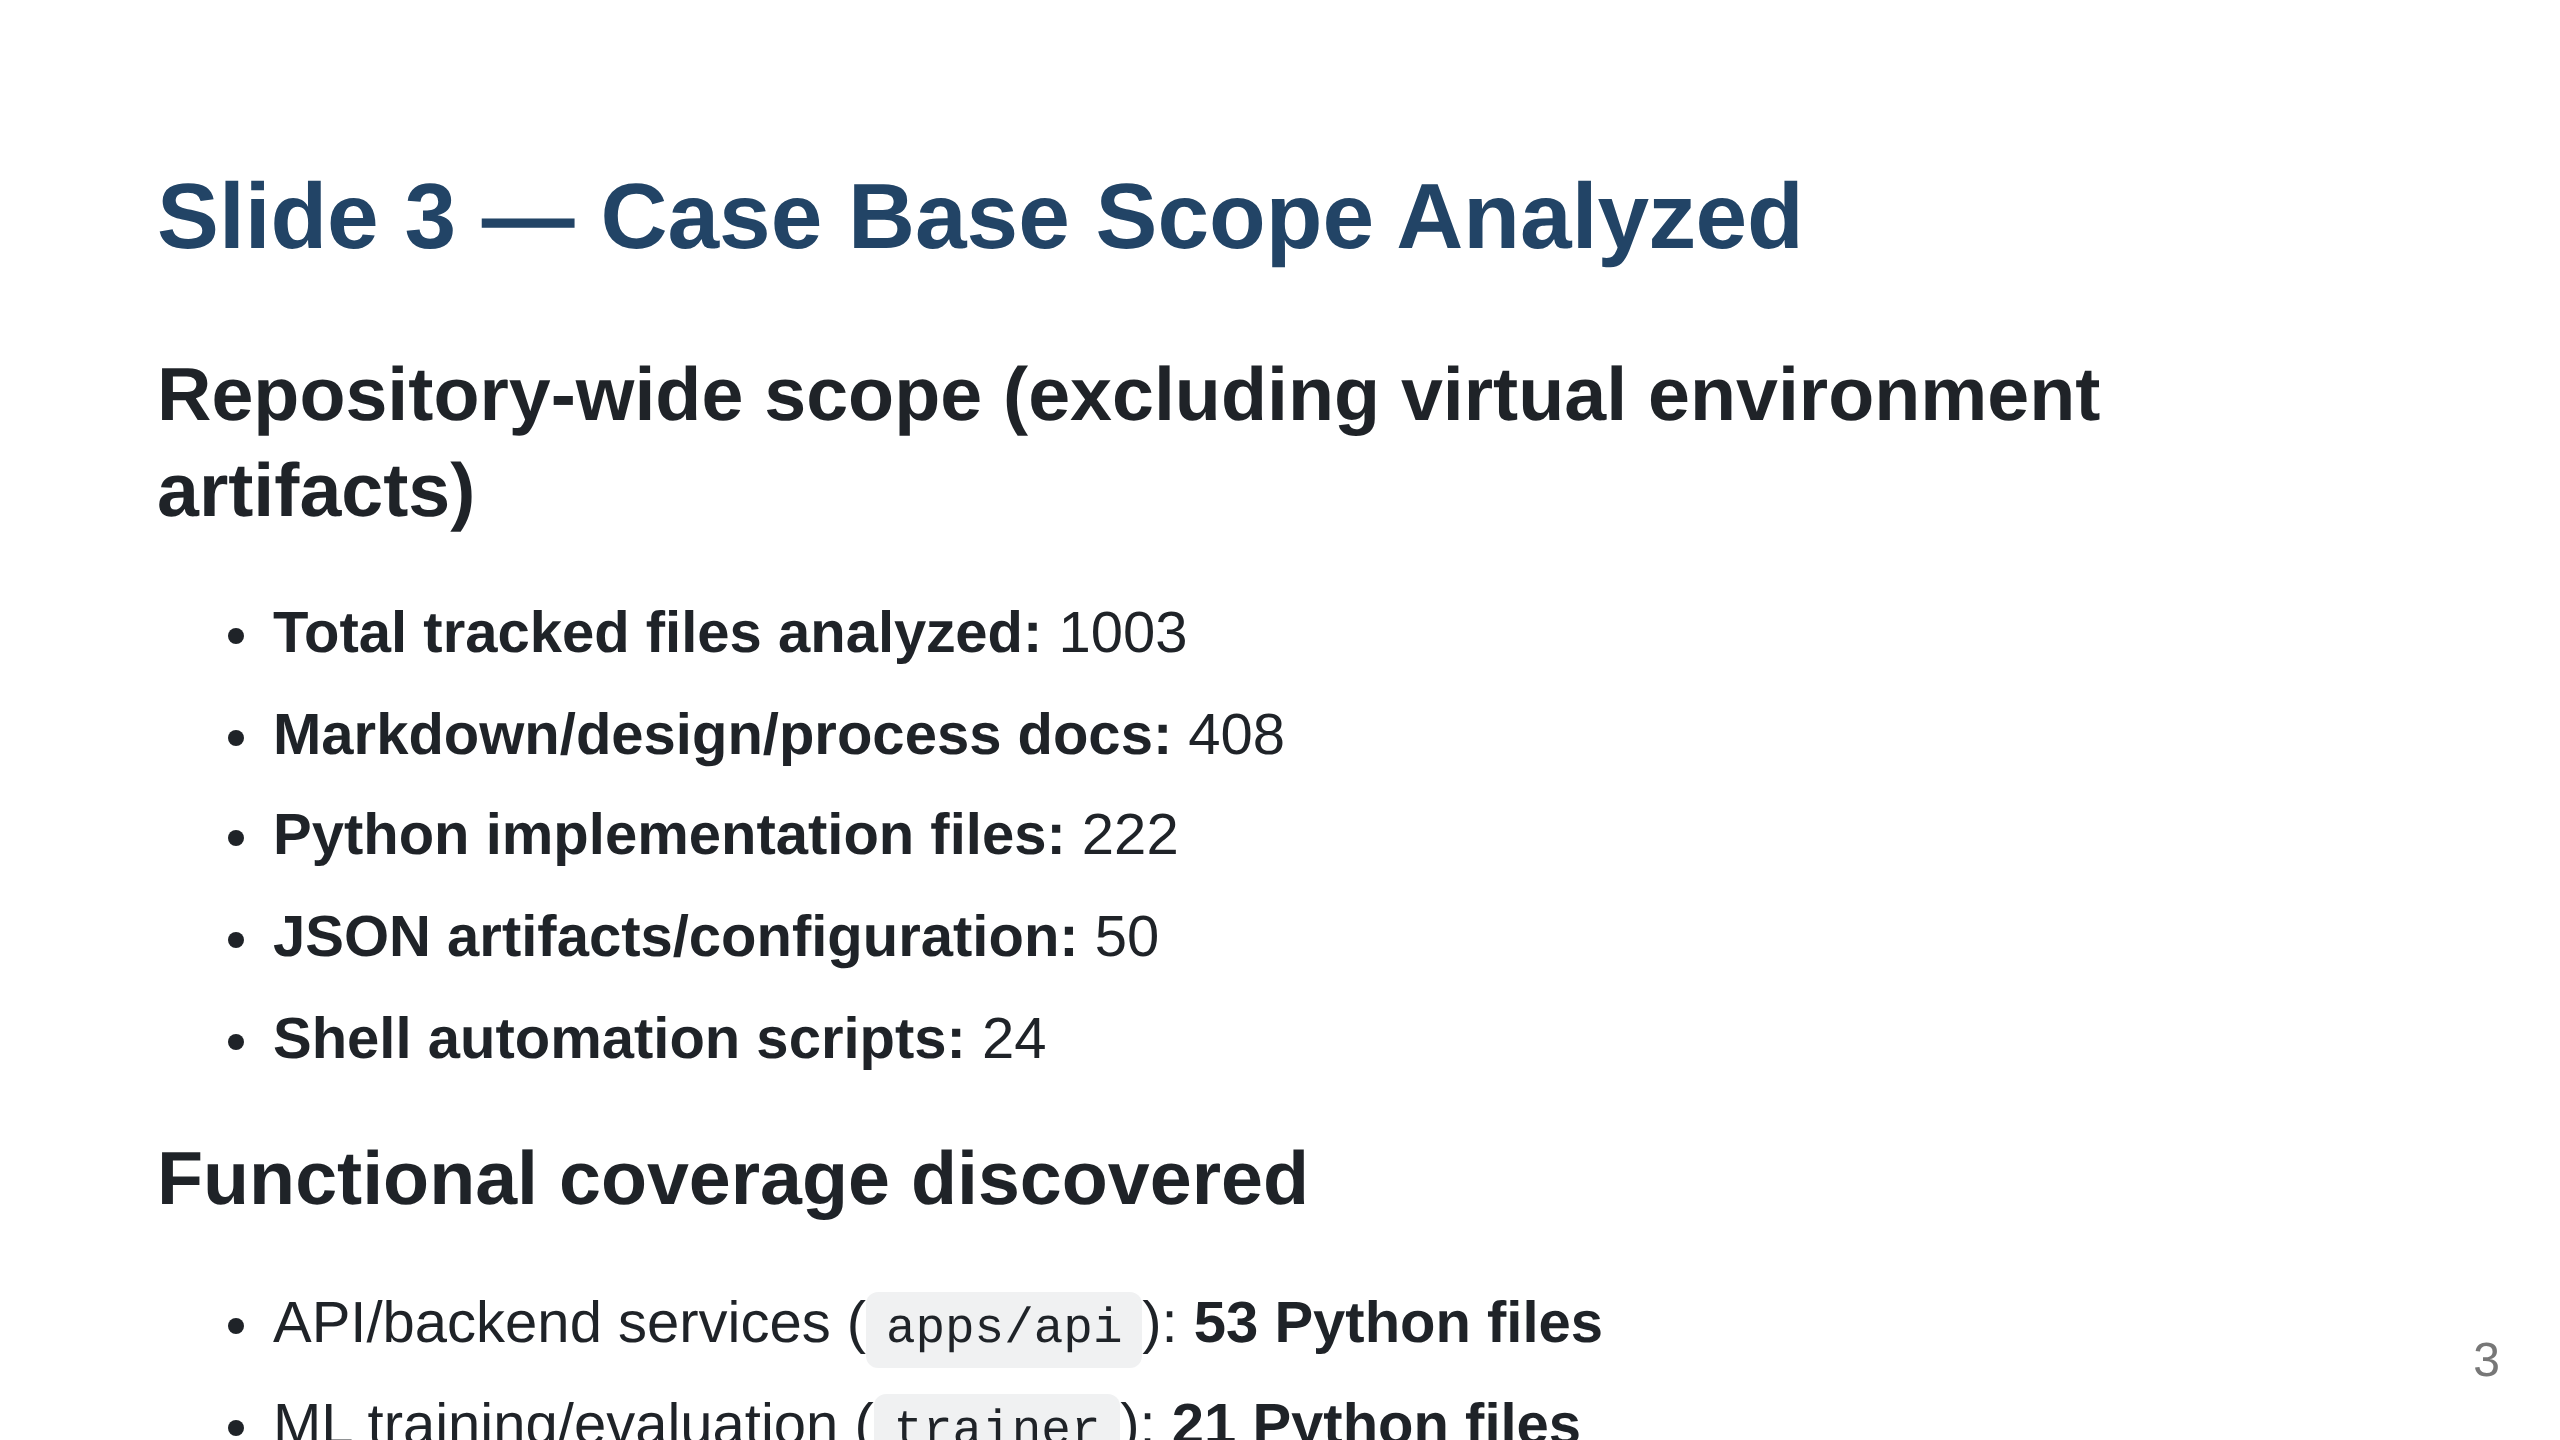 Slide 3 — Case Base Scope Analyzed
Repository-wide scope (excluding virtual environment
artifacts)
• Total tracked files analyzed: 1003
• Markdown/design/process docs: 408
• Python implementation files: 222
• JSON artifacts/configuration: 50
• Shell automation scripts: 24
Functional coverage discovered
• API/backend services (apps/api): 53 Python files
3
• ML training/evaluation (trainer): 21 Python files